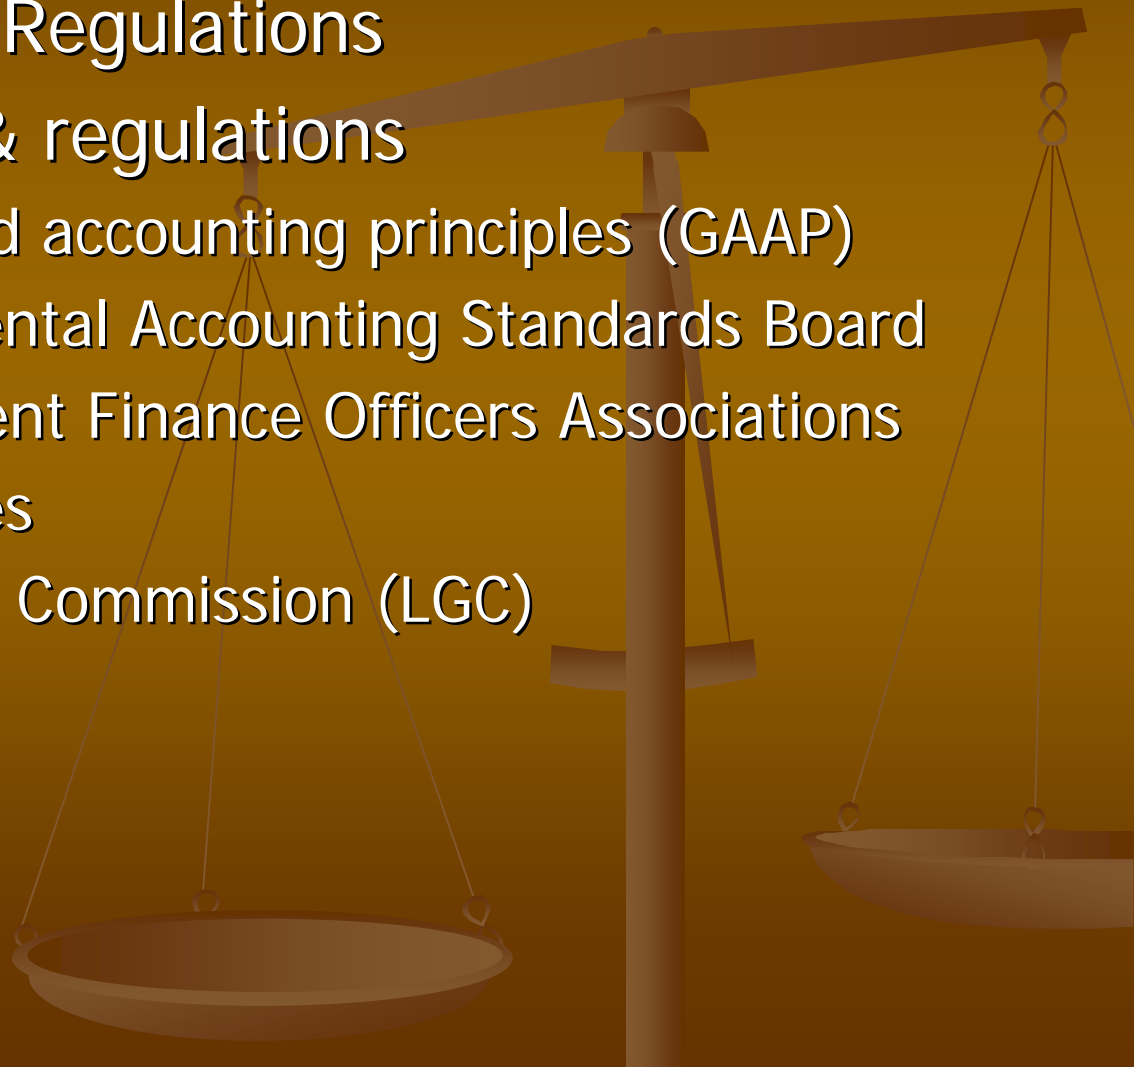 Regulations
& regulations
d accounting principles (GAAP)
ental Accounting Standards Board
ent Finance Officers Associations
es
Commission (LGC)